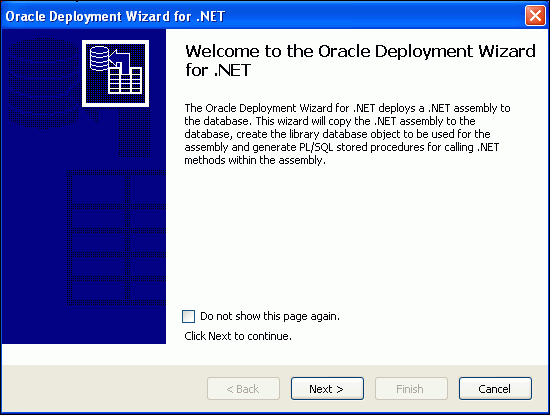 Oracle Deployment Wizard for .NET
Welcome to the Oracle Deployment Wizard
for .NET
The Oracle Deployment Wizard for .NET deploys a .NET assembly to
the database. This wizard will copy the .NET assembly to the
database, create the library database object to be used for the
assembly and generate PL/SQL stored procedures for calling .NET
methods within the assembly.
Do not show this page again.
Click Next to continue.
< Back
Next >
Finish
Cancel